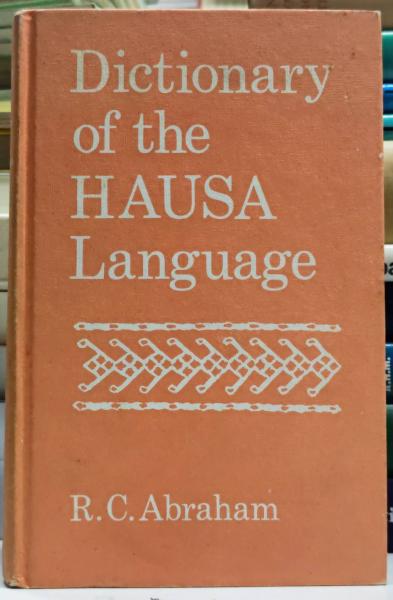 Dictionary
of the
HAUSA
Language
R.C.Abraham